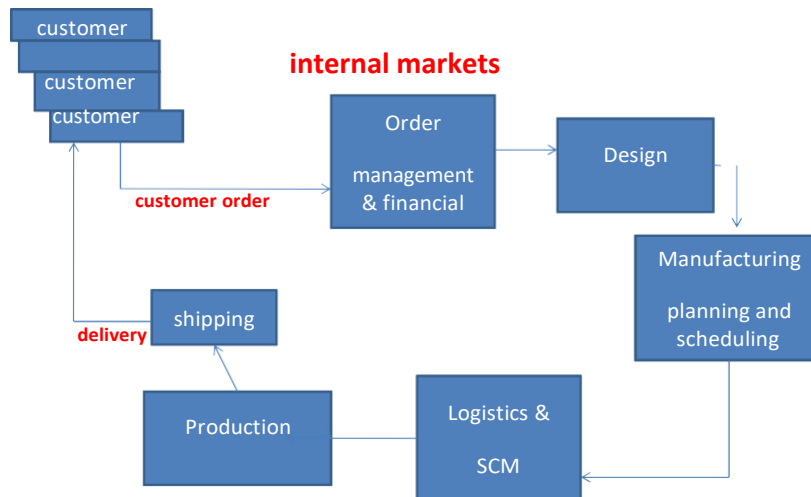 customer
customer
customer
internal markets
Order
management
& financial
Design
customer order
Manufacturing
planning and
scheduling
shipping
delivery
Production
Logistics &
SCM